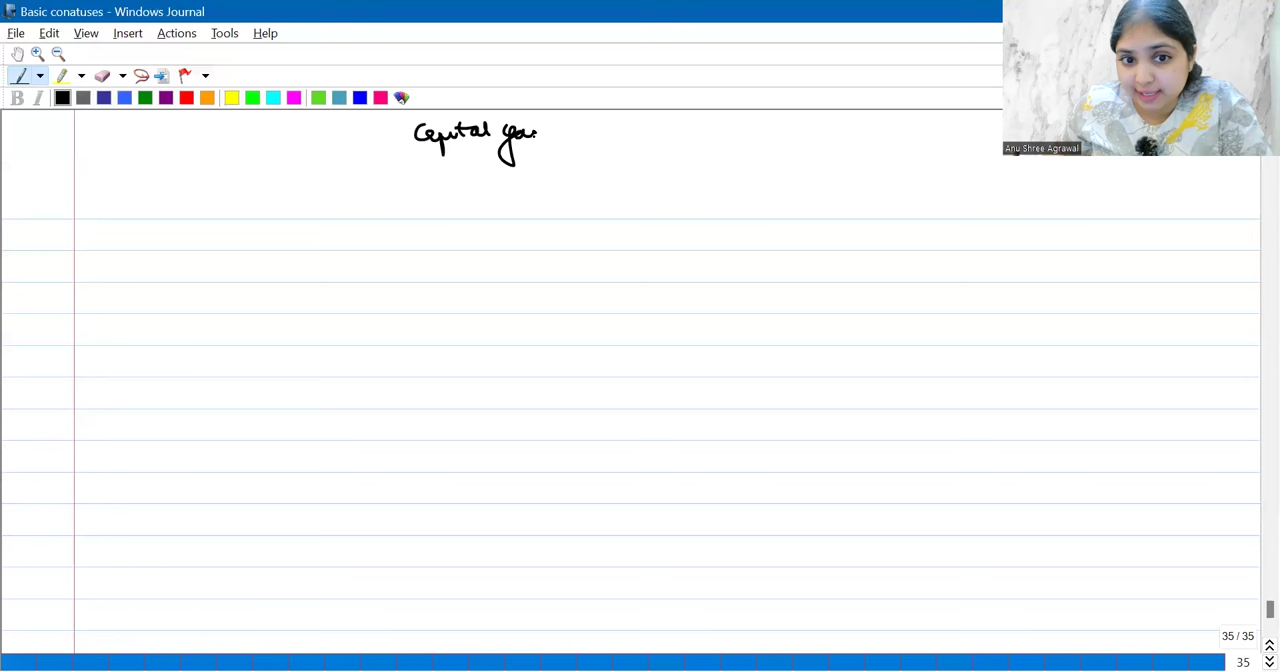 Basic conatuses - Windows Journal
File Edit View Insert Actions Tools Help
B I
Anu Shree Agrawal
Capital gai
35 / 35
35